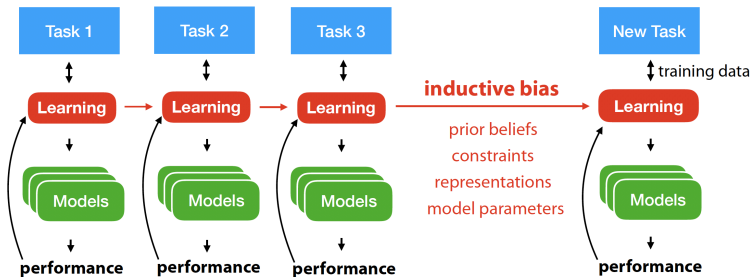 Task 1
Task 2
Task 3
New Task
training data
Learning
Learning
Learning
inductive bias
Learning
prior beliefs
constraints
representations
model parameters
Models
Models
Models
Models
performance
performance
performance
performance